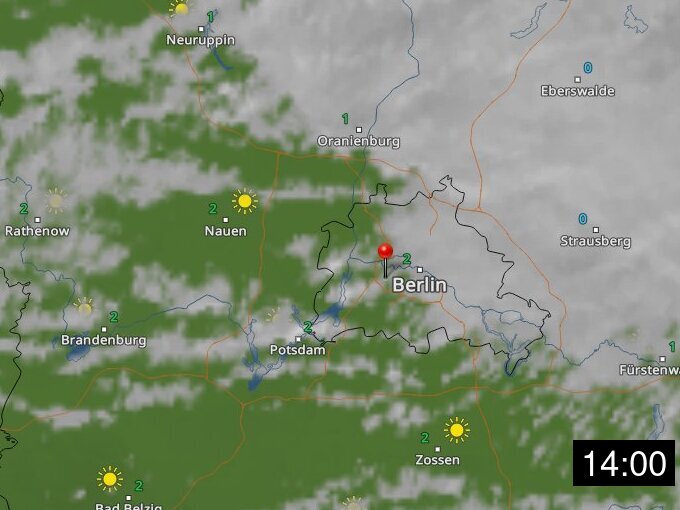 1
Neuruppin
0
Eberswalde
1
Oranienburg
2
Rathenow
2
Nauen
0
Strausberg
2
Berlin
2
Brandenburg
2
Potsdam
1
Fürstenwa
2
Zossen
14:00
2
Bad Belzig